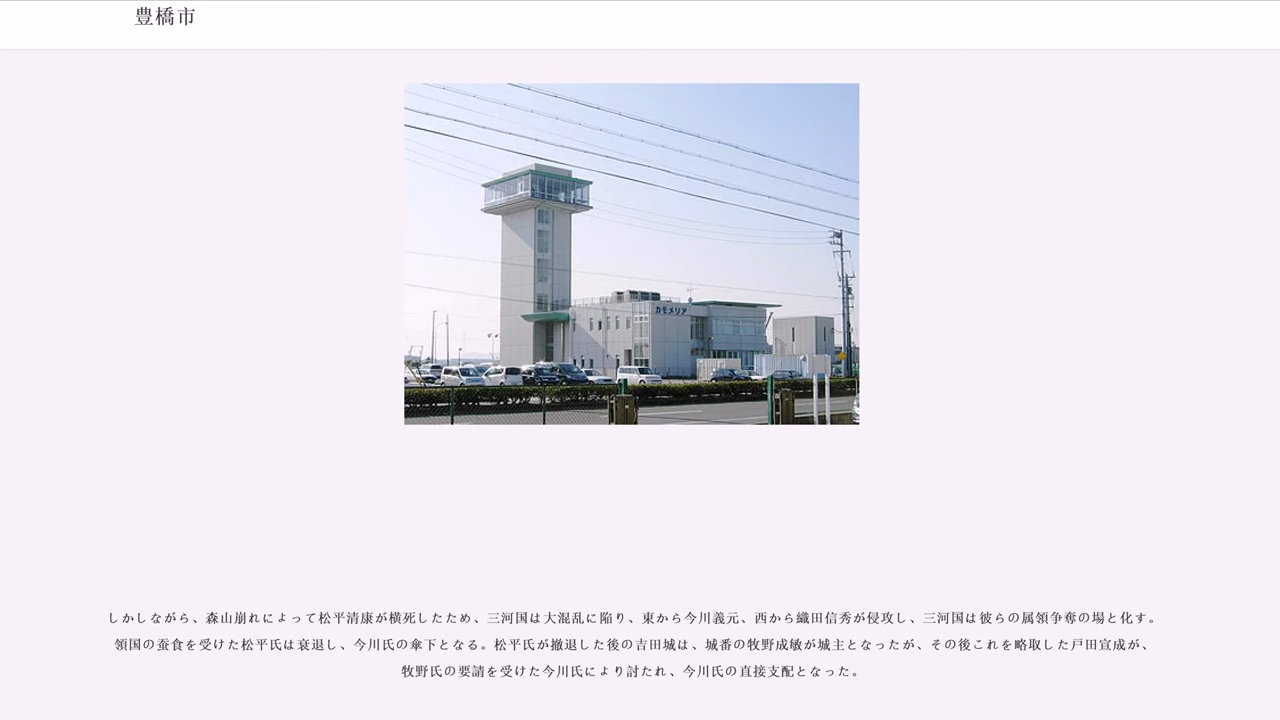 豊橋市
カモメリア
しかしながら、森山崩れによって松平清康が横死したため、三河国は大混乱に陥り、東から今川義元、西から織田信秀が侵攻し、三河国は彼らの属領争奪の場と化す。
領国の蚕食を受けた松平氏は衰退し、今川氏の傘下となる。松平氏が撤退した後の吉田城は、城番の牧野成敏が城主となったが、その後これを略取した戸田宣成が、
牧野氏の要請を受けた今川氏により討たれ、今川氏の直接支配となった。